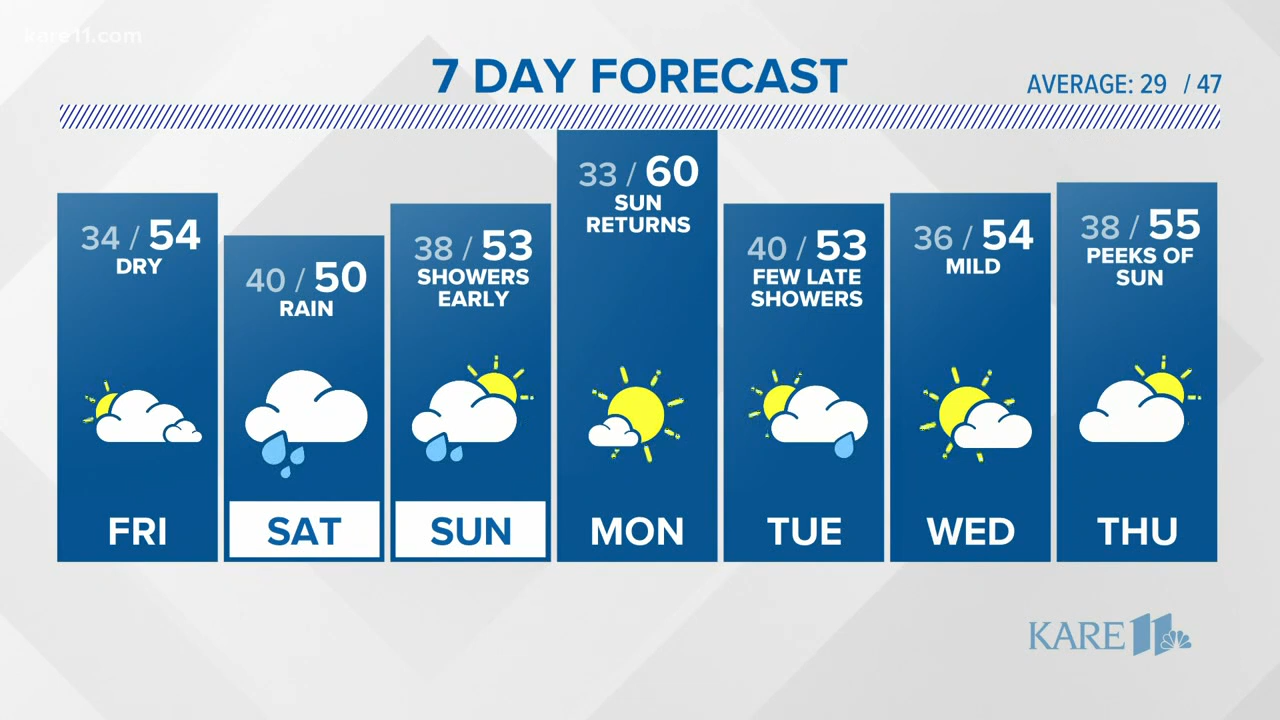 kare11.com
7 DAY FORECAST
AVERAGE: 29 / 47
34 / 54
DRY
FRI
40 / 50
RAIN
SAT
38 / 53
SHOWERS
EARLY
SUN
33 / 60
SUN
RETURNS
MON
40 / 53
FEW LATE
SHOWERS
TUE
36 / 54
MILD
WED
38 / 55
PEEKS OF
SUN
THU
KARE 11